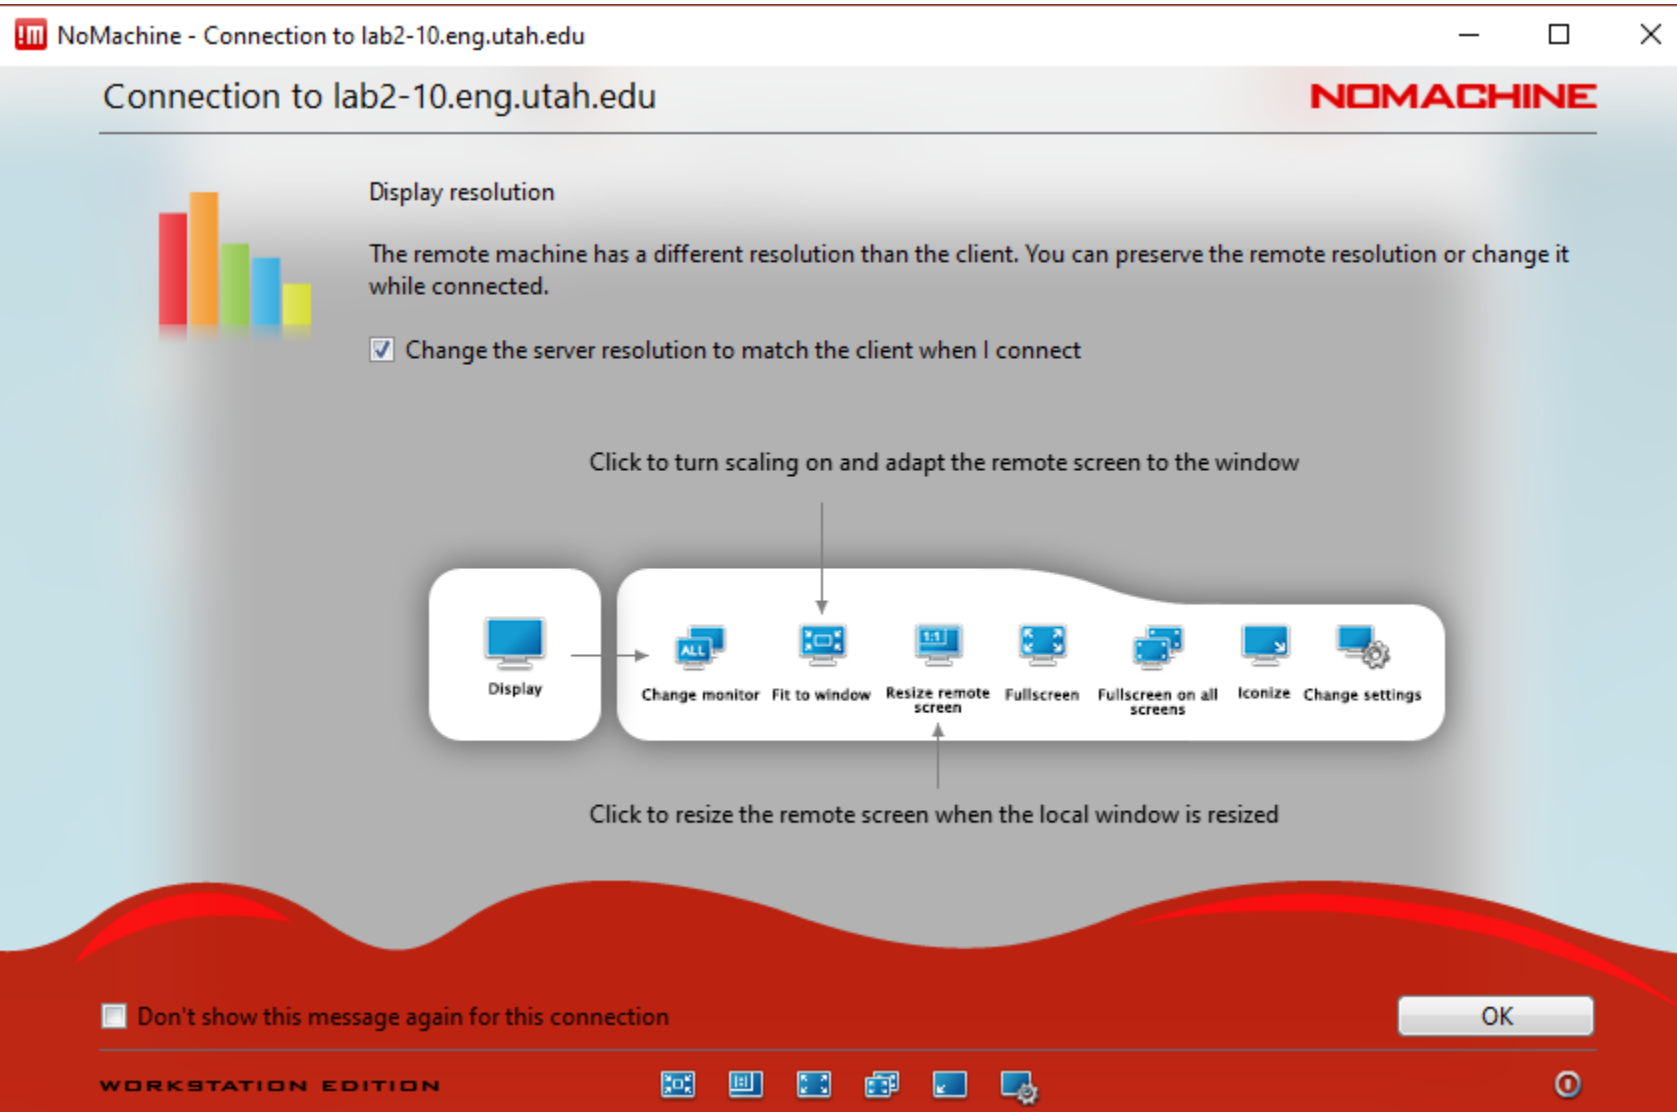 !m NoMachine - Connection to lab2-10.eng.utah.edu
Connection to lab2-10.eng.utah.edu
NOMACHINE
Display resolution
The remote machine has a different resolution than the client. You can preserve the remote resolution or change it
while connected.
Change the server resolution to match the client when I connect
Click to turn scaling on and adapt the remote screen to the window
Display
ALL
1:1
Change monitor
Fit to window
Resize remote
screen
Fullscreen
Fullscreen on all
screens
Iconize
Change settings
Click to resize the remote screen when the local window is resized
Don't show this message again for this connection
OK
WORKSTATION EDITION
1:1